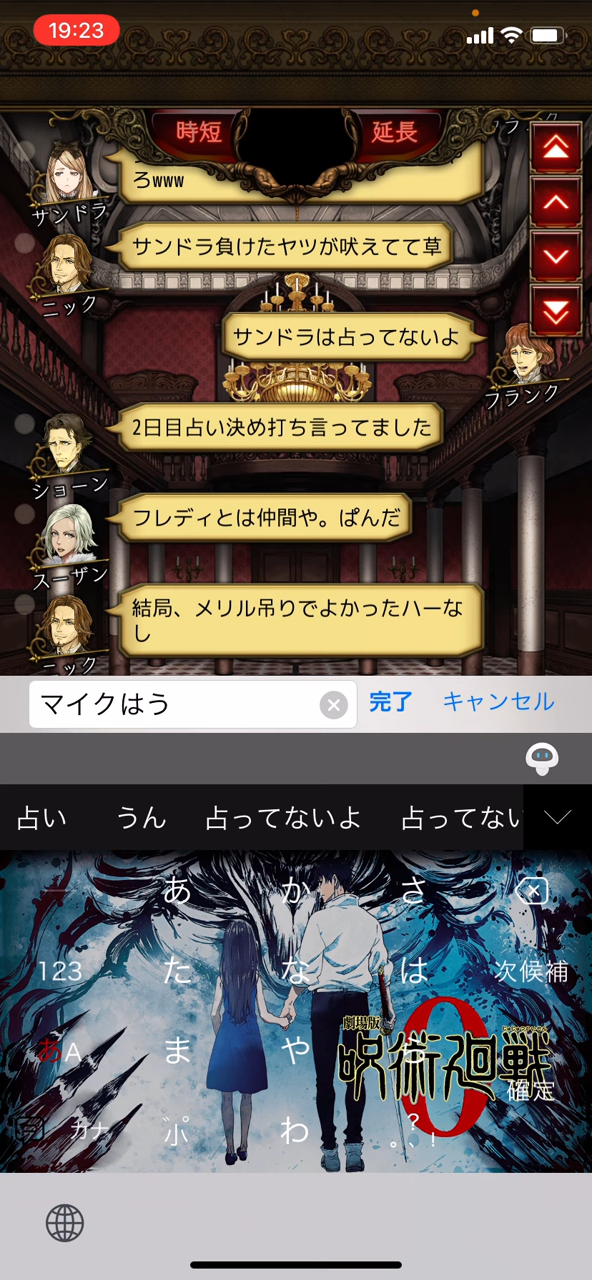 19:23
時短
延長
ろwww
サンドラ
サンドラ負けたヤツが吠えてて草
ニック
サンドラは占ってないよ
フランク
2日目占い決め打ち言ってました
ショーン
フレディとは仲間や。ぱんだ
スーザン
結局、メリル吊りでよかったハーな
し
ニック
マイクはう
完了
キャンセル
占い
うん
占ってないよ
占ってない
あ
か
さ
123
た
な
は
次候補
あA
ま
や
ら
劇場版
呪術廻戦
0
確定
カナ
小
わ
。、?!